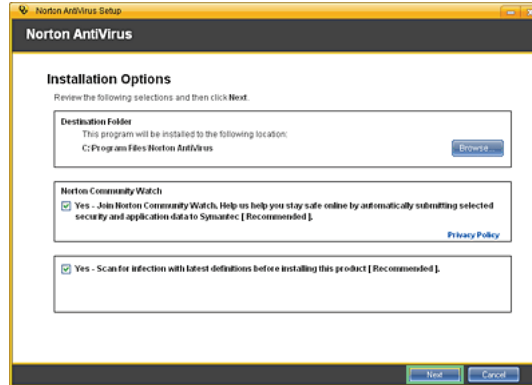 Norton AntiVirus Setup
Norton AntiVirus
Installation Options
Review the following selections and then click Next.
Destination Folder
This program will be installed to the following location:
C:\Program Files\Norton AntiVirus
Browse...
Norton Community Watch
Yes - Join Norton Community Watch. Help us help you stay safe online by automatically submitting selected
security and application data to Symantec [ Recommended ].
Privacy Policy
Yes - Scan for infection with latest definitions before installing this product [ Recommended ].
Next
Cancel